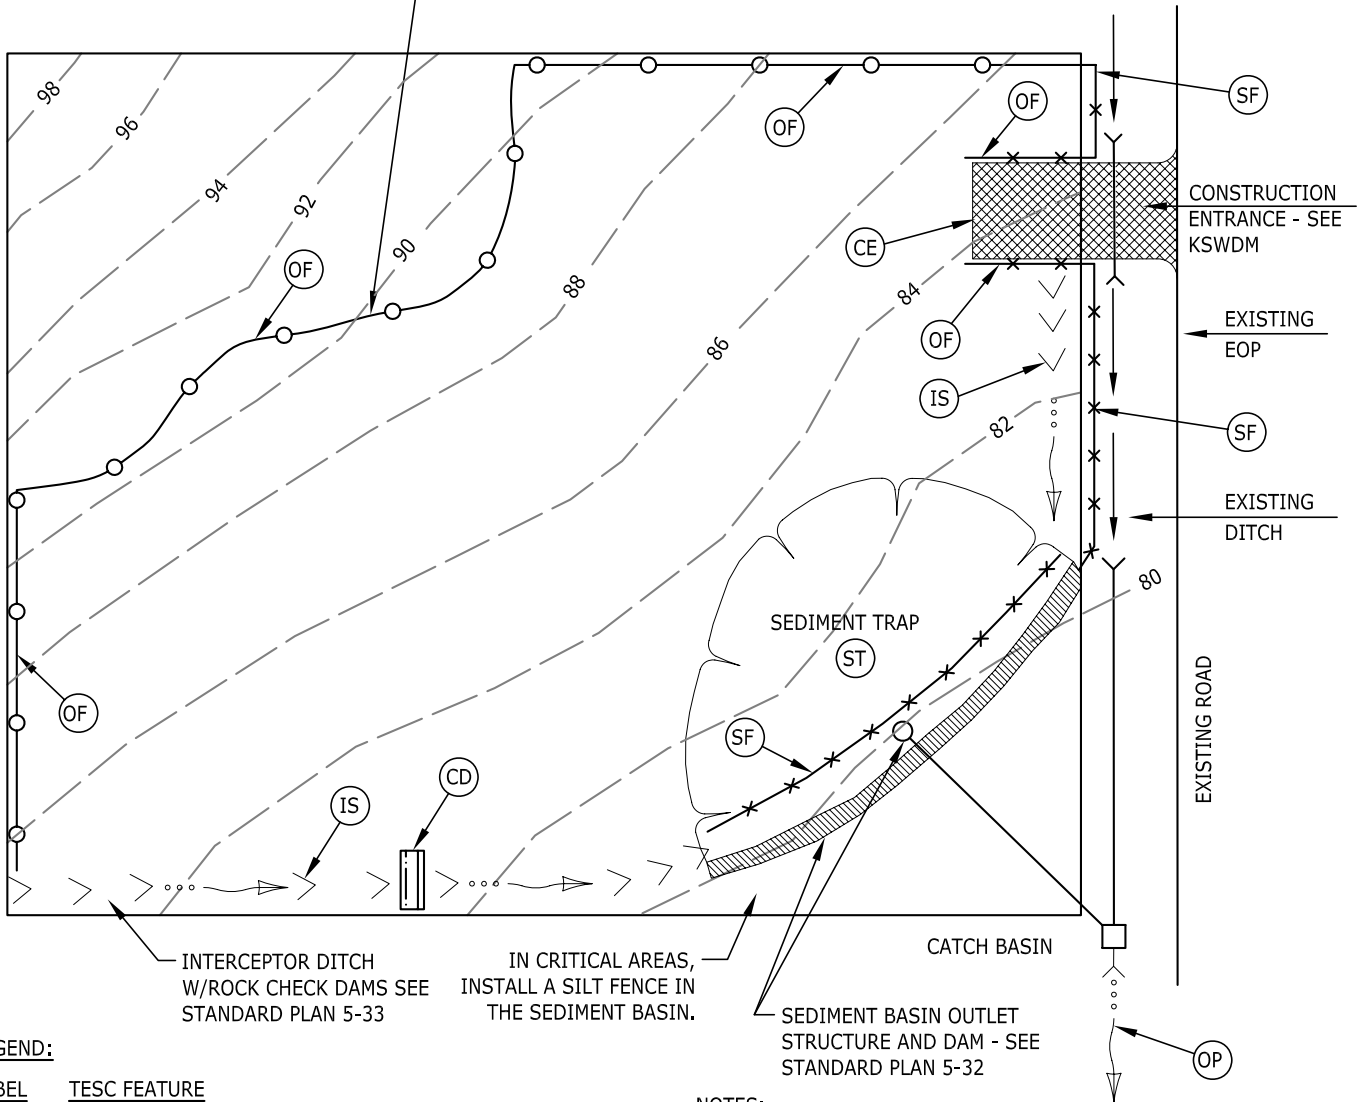 98
96
94
92
90
88
86
84
82
80
OF
OF
SF
CONSTRUCTION
ENTRANCE - SEE
KSWDM
CE
OF
OF
EXISTING
EOP
IS
SF
EXISTING
DITCH
SEDIMENT TRAP
ST
EXISTING ROAD
OF
SF
CD
IS
INTERCEPTOR DITCH
W/ROCK CHECK DAMS SEE
STANDARD PLAN 5-33
IN CRITICAL AREAS,
INSTALL A SILT FENCE IN
THE SEDIMENT BASIN.
CATCH BASIN
SEDIMENT BASIN OUTLET
STRUCTURE AND DAM - SEE
STANDARD PLAN 5-32
OP
GEND:
BEL TESC FEATURE
NOTES: